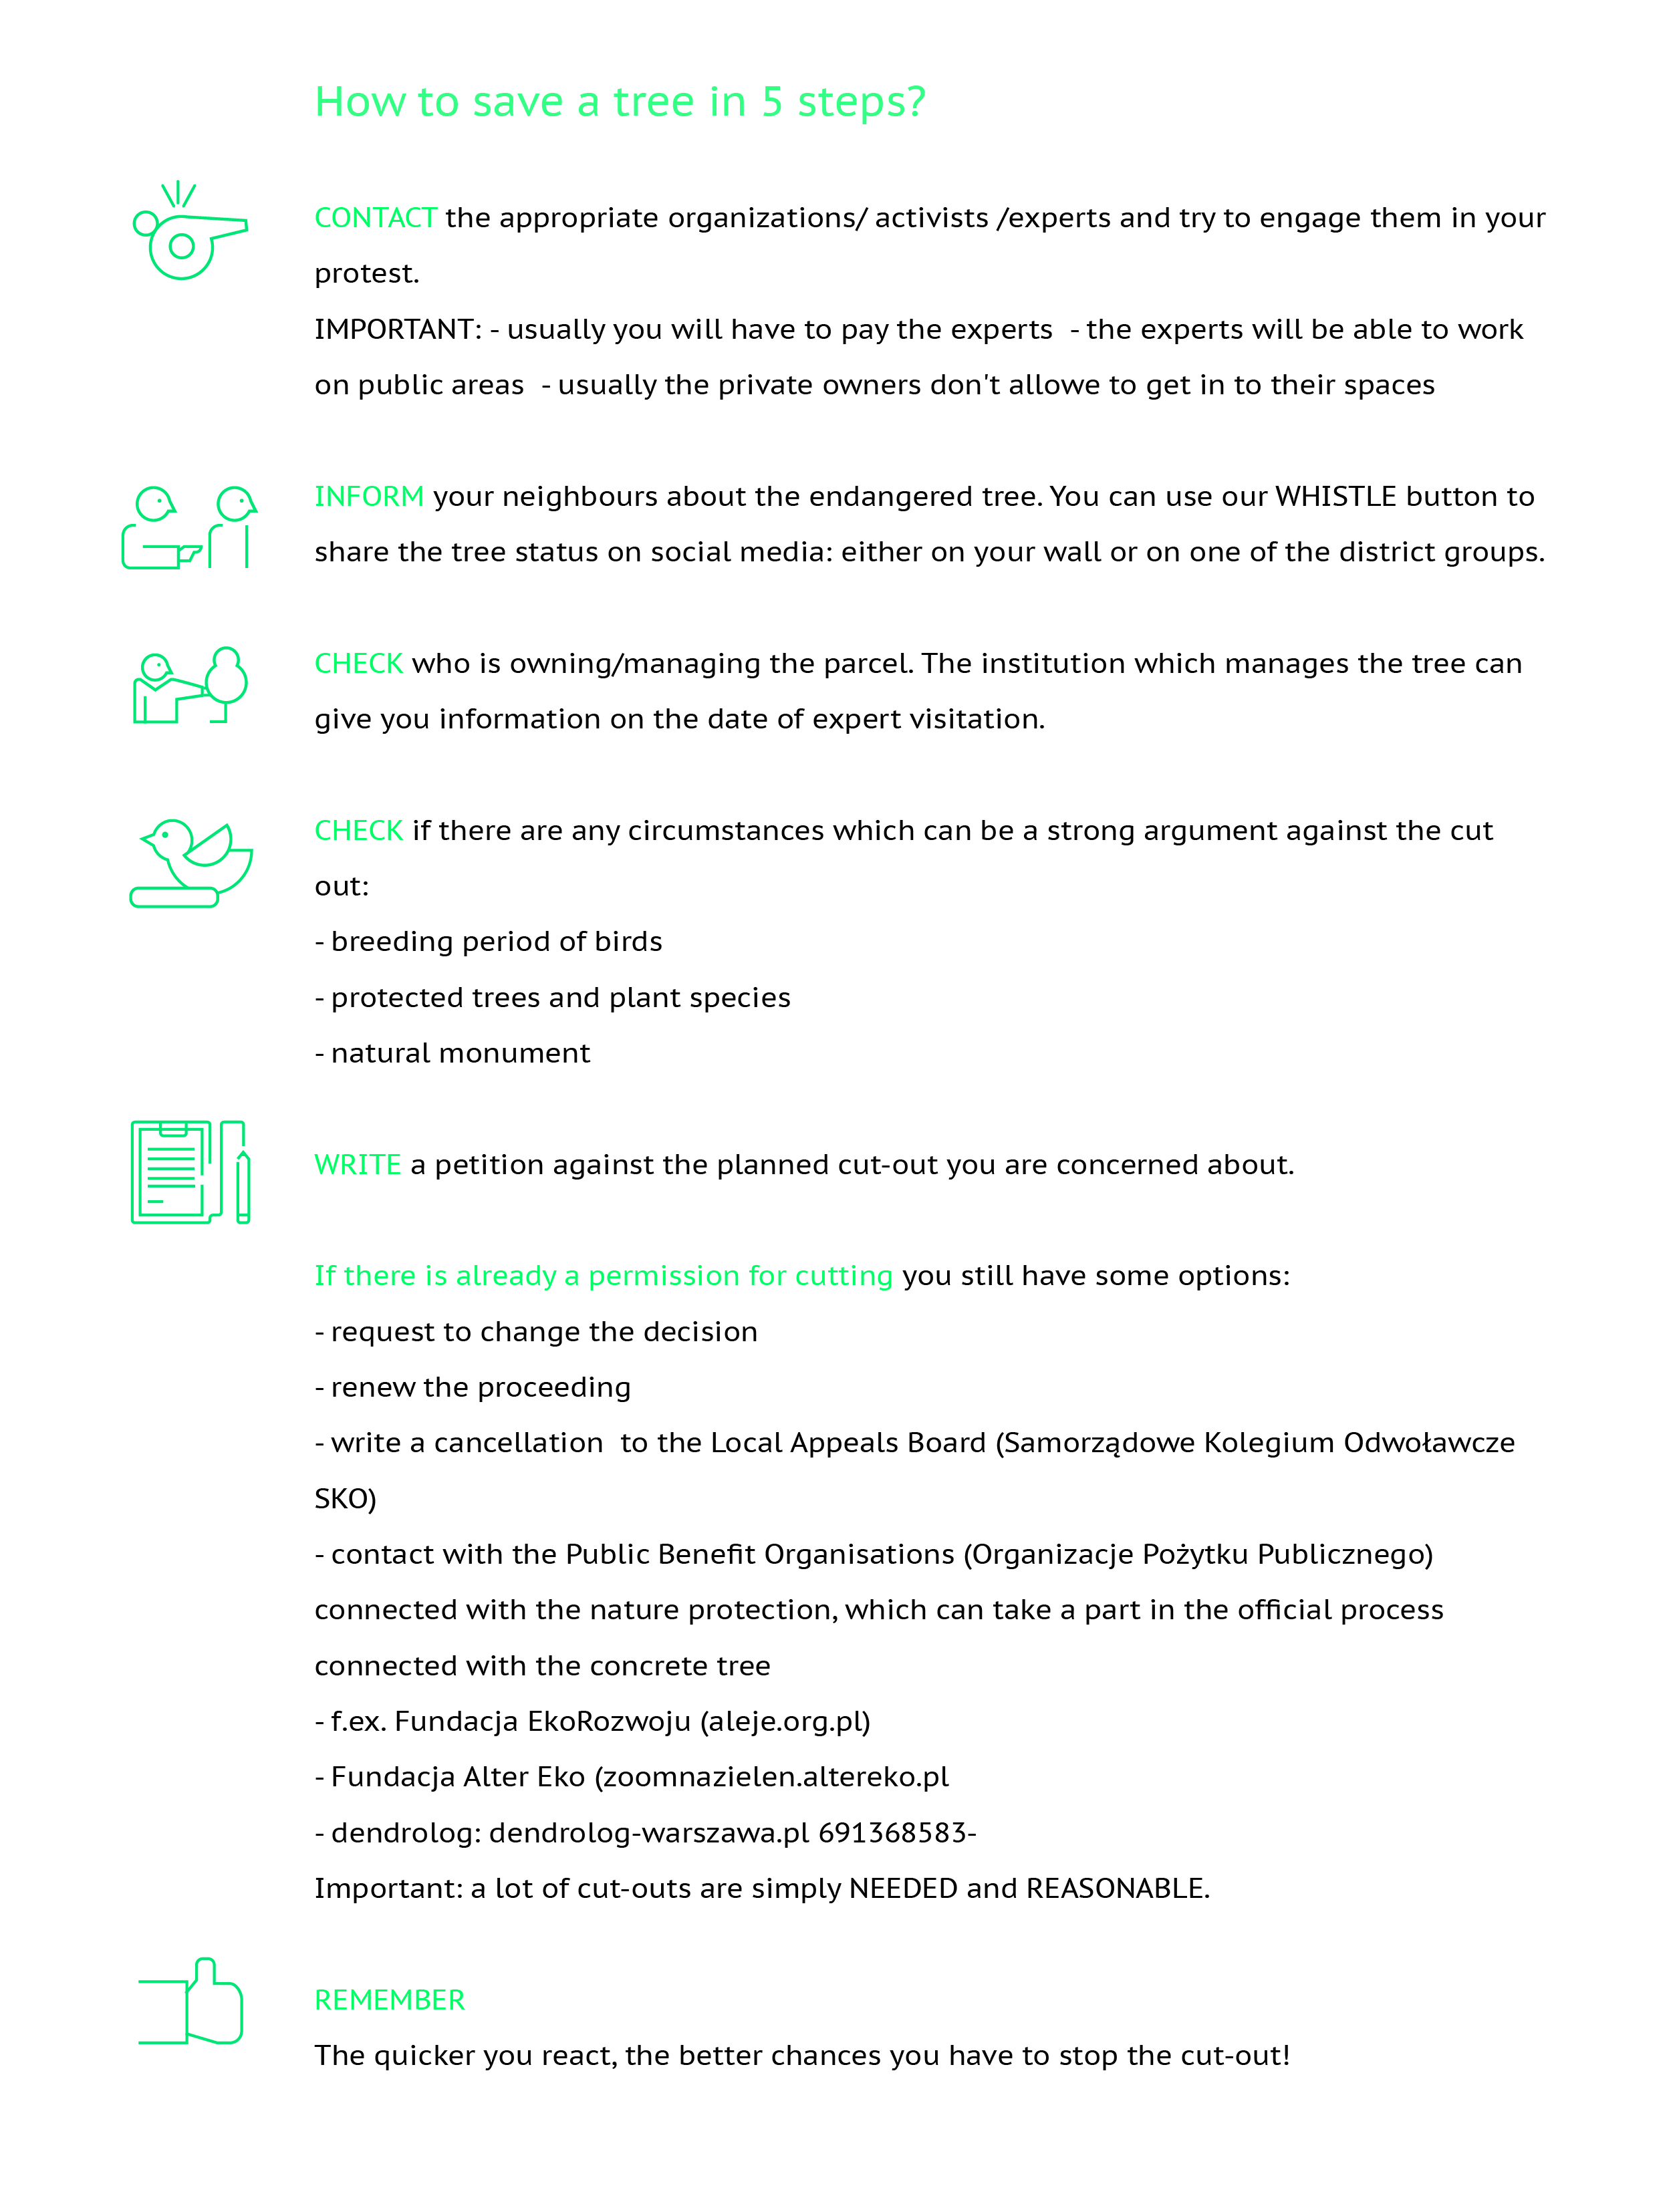 How to save a tree in 5 steps?
CONTACT the appropriate organizations/ activists /experts and try to engage them in your
protest.
IMPORTANT: - usually you will have to pay the experts  - the experts will be able to work
on public areas  - usually the private owners don't allowe to get in to their spaces
INFORM your neighbours about the endangered tree. You can use our WHISTLE button to
share the tree status on social media: either on your wall or on one of the district groups.
CHECK who is owning/managing the parcel. The institution which manages the tree can
give you information on the date of expert visitation.
CHECK if there are any circumstances which can be a strong argument against the cut
out:
- breeding period of birds
- protected trees and plant species
- natural monument
WRITE a petition against the planned cut-out you are concerned about.
If there is already a permission for cutting you still have some options:
- request to change the decision
- renew the proceeding
- write a cancellation  to the Local Appeals Board (Samorządowe Kolegium Odwoławcze
SKO)
- contact with the Public Benefit Organisations (Organizacje Pożytku Publicznego)
connected with the nature protection, which can take a part in the official process
connected with the concrete tree
- f.ex. Fundacja EkoRozwoju (aleje.org.pl)
- Fundacja Alter Eko (zoomnazielen.altereko.pl
- dendrolog: dendrolog-warszawa.pl 691368583-
Important: a lot of cut-outs are simply NEEDED and REASONABLE.
REMEMBER
The quicker you react, the better chances you have to stop the cut-out!